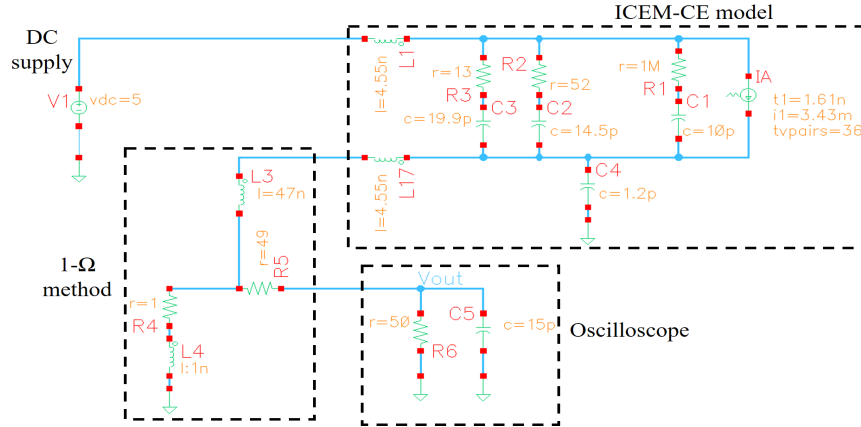 ICEM-CE model
DC
supply
V1
vdc=5
L1
l=4.55n
r=13
R3
C3
c=19.9p
R2
r=52
C2
c=14.5p
r=1M
R1
C1
c=10p
IA
t1=1.61n
i1=3.43m
tvpairs=36
L17
l=4.55n
C4
c=1.2p
1-Ω
method
L3
l=47n
r=49
R5
r=1
R4
L4
l:1n
Vout
r=50
R6
C5
c=15p
Oscilloscope